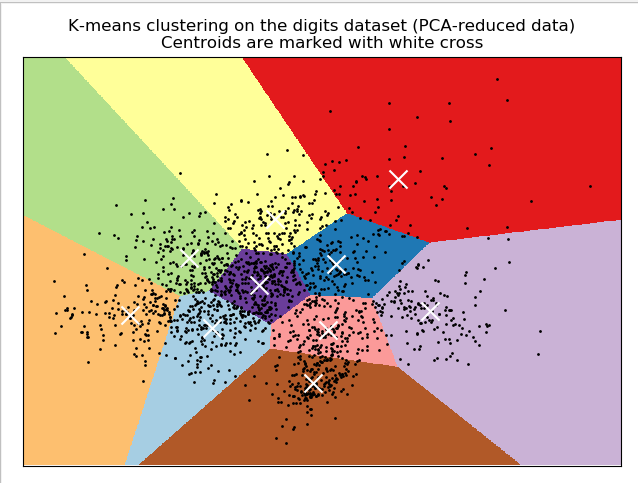 K-means clustering on the digits dataset (PCA-reduced data)
Centroids are marked with white cross